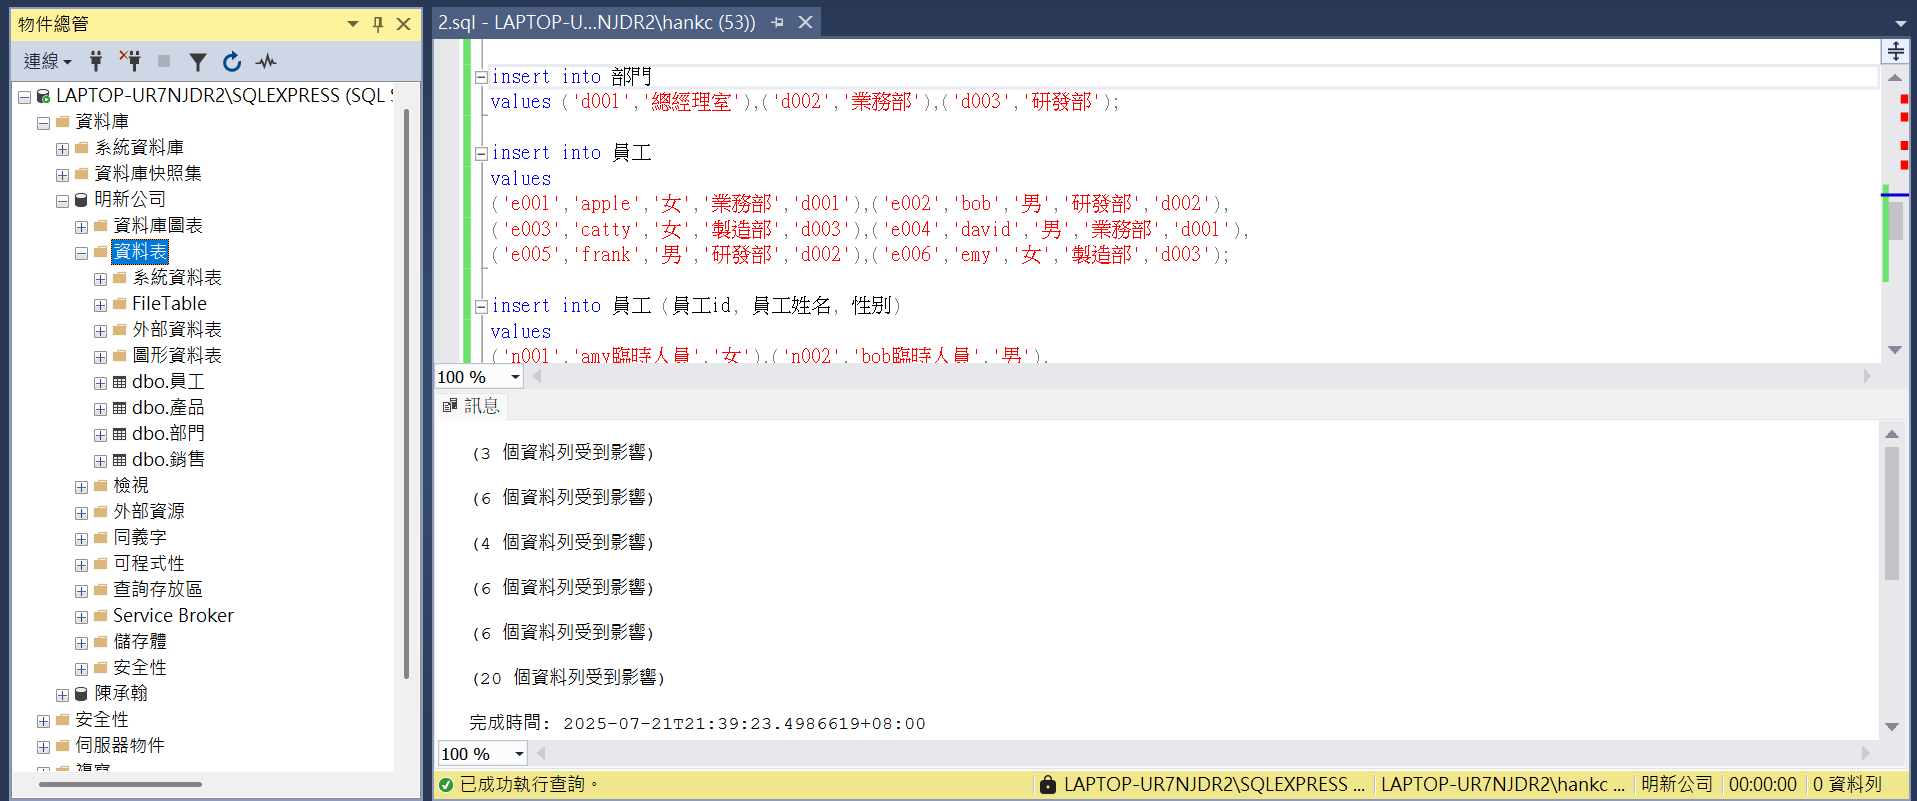 物件總管
連線
LAPTOP-UR7NJDR2\SQLEXPRESS (SQL S
資料庫
系統資料庫
資料庫快照集
明新公司
資料庫圖表
資料表
系統資料表
FileTable
外部資料表
圖形資料表
dbo.員工
dbo.產品
dbo.部門
dbo.銷售
檢視
外部資源
同義字
可程式性
查詢存放區
Service Broker
儲存體
安全性
陳承翰
安全性
伺服器物件
複寫
2.sql - LAPTOP-U...NJDR2\hankc (53))
insert into 部門
values ('d001','總經理室'),('d002','業務部'),('d003','研發部');
insert into 員工
values
('e001','apple','女','業務部','d001'),('e002','bob','男','研發部','d002'),
('e003','catty','女','製造部','d003'),('e004','david','男','業務部','d001'),
('e005','frank','男','研發部','d002'),('e006','emy','女','製造部','d003');
insert into 員工 (員工id, 員工姓名, 性別)
values
('n001','amy臨時人員','女'),('n002','bob臨時人員','男'),
100 %
訊息
(3 個資料列受到影響)
(6 個資料列受到影響)
(4 個資料列受到影響)
(6 個資料列受到影響)
(6 個資料列受到影響)
(20 個資料列受到影響)
完成時間: 2025-07-21T21:39:23.4986619+08:00
100 %
已成功執行查詢。
LAPTOP-UR7NJDR2\SQLEXPRESS ...
LAPTOP-UR7NJDR2\hankc ...
明新公司
00:00:00
0 資料列